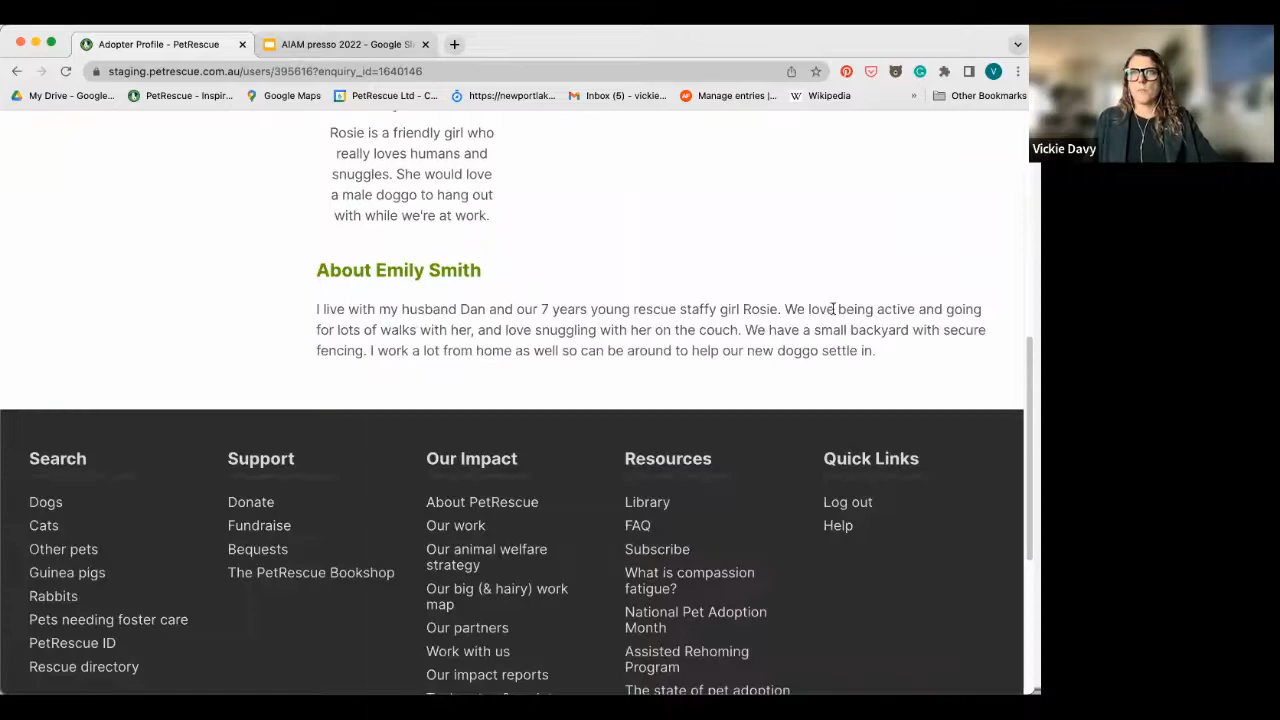 Adopter Profile - PetRescue
AIAM presso 2022 - Google Sl
staging.petrescue.com.au/users/395616?enquiry_id=1640146
V
My Drive - Google...
PetRescue - Inspir...
Google Maps
PetRescue Ltd - C...
https://newportlak...
Inbox (5) - vickie...
Manage entries |...
Wikipedia
»
Other Bookmarks
Vickie Davy
Rosie is a friendly girl who
really loves humans and
snuggles. She would love
a male doggo to hang out
with while we're at work.
About Emily Smith
I live with my husband Dan and our 7 years young rescue staffy girl Rosie. We love being active and going
for lots of walks with her, and love snuggling with her on the couch. We have a small backyard with secure
fencing. I work a lot from home as well so can be around to help our new doggo settle in.
Search
Dogs
Cats
Other pets
Guinea pigs
Rabbits
Pets needing foster care
PetRescue ID
Rescue directory
Support
Donate
Fundraise
Bequests
The PetRescue Bookshop
Our Impact
About PetRescue
Our work
Our animal welfare
strategy
Our big (& hairy) work
map
Our partners
Work with us
Our impact reports
Resources
Library
FAQ
Subscribe
What is compassion
fatigue?
National Pet Adoption
Month
Assisted Rehoming
Program
The state of pet adoption
Quick Links
Log out
Help